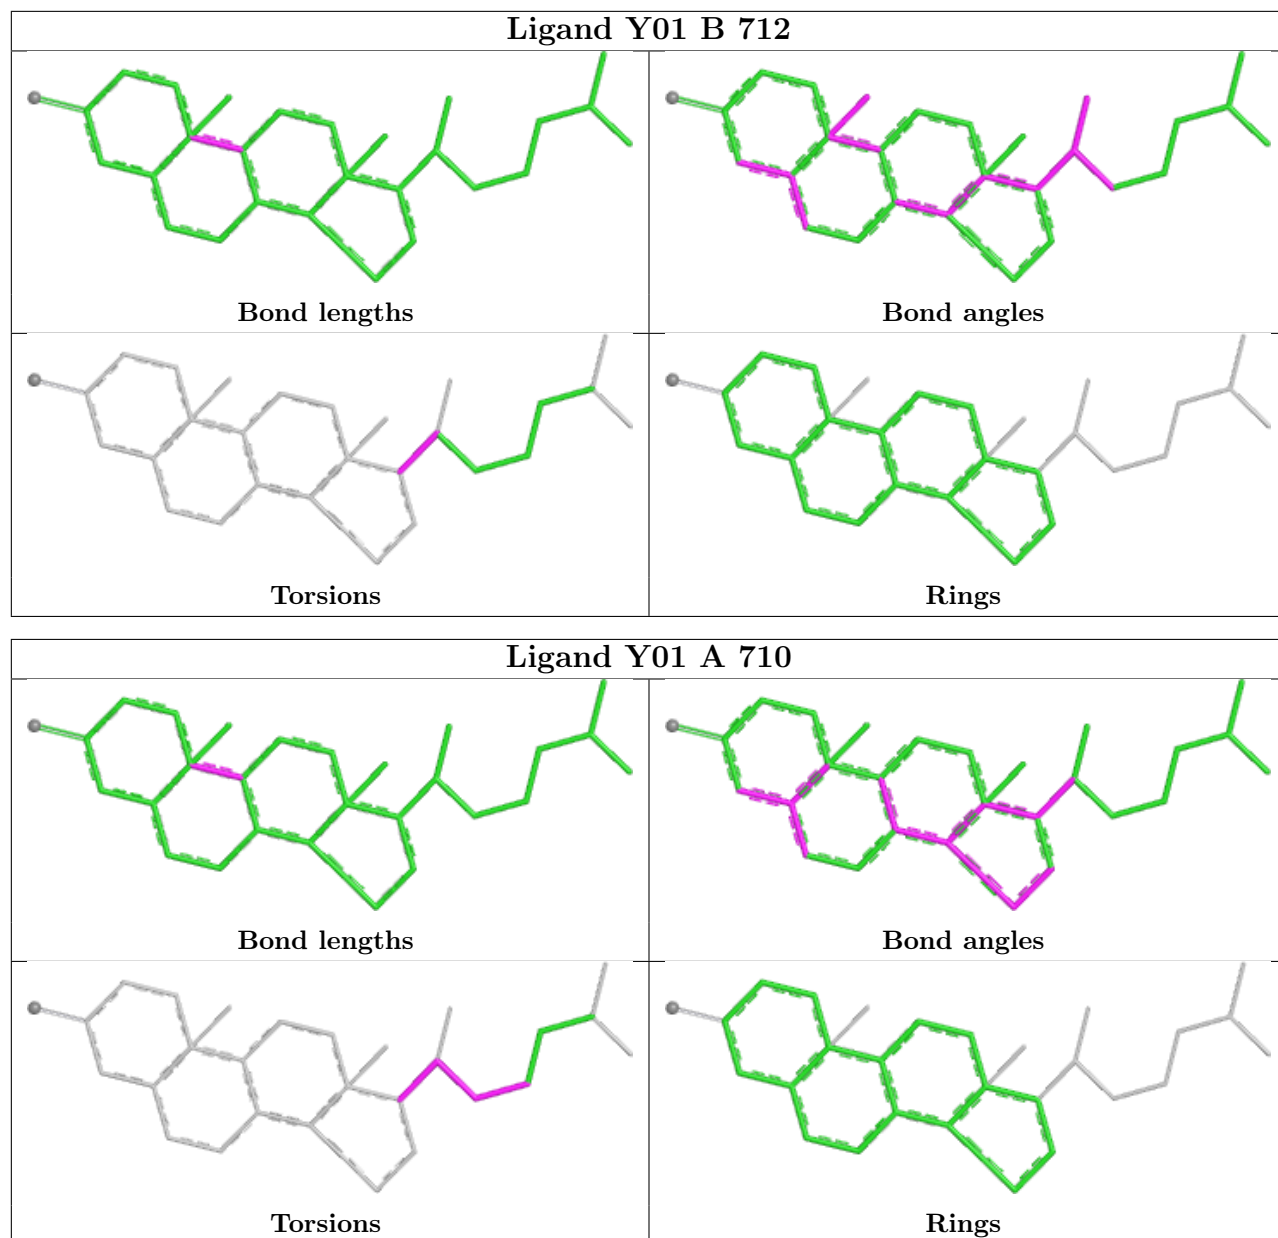 Ligand Y01 B 712
Bond lengths
Bond angles
Torsions
Rings
Ligand Y01 A 710
Bond lengths
Bond angles
Torsions
Rings